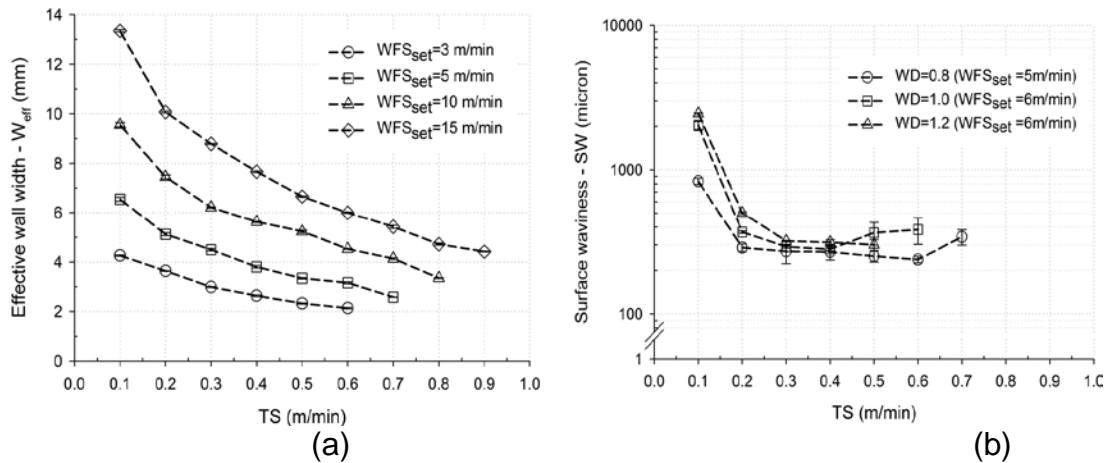 14
12
10
8
6
4
2
0
Effective wall width - W_eff (mm)
WFS_set=3 m/min
WFS_set=5 m/min
WFS_set=10 m/min
WFS_set=15 m/min
0.0 0.1 0.2 0.3 0.4 0.5 0.6 0.7 0.8 0.9 1.0
TS (m/min)
(a)
10000
1000
100
1
Surface waviness - SW (micron)
WD=0.8 (WFS_set=5m/min)
WD=1.0 (WFS_set=6m/min)
WD=1.2 (WFS_set=6m/min)
0.0 0.1 0.2 0.3 0.4 0.5 0.6 0.7 0.8 0.9 1.0
TS (m/min)
(b)